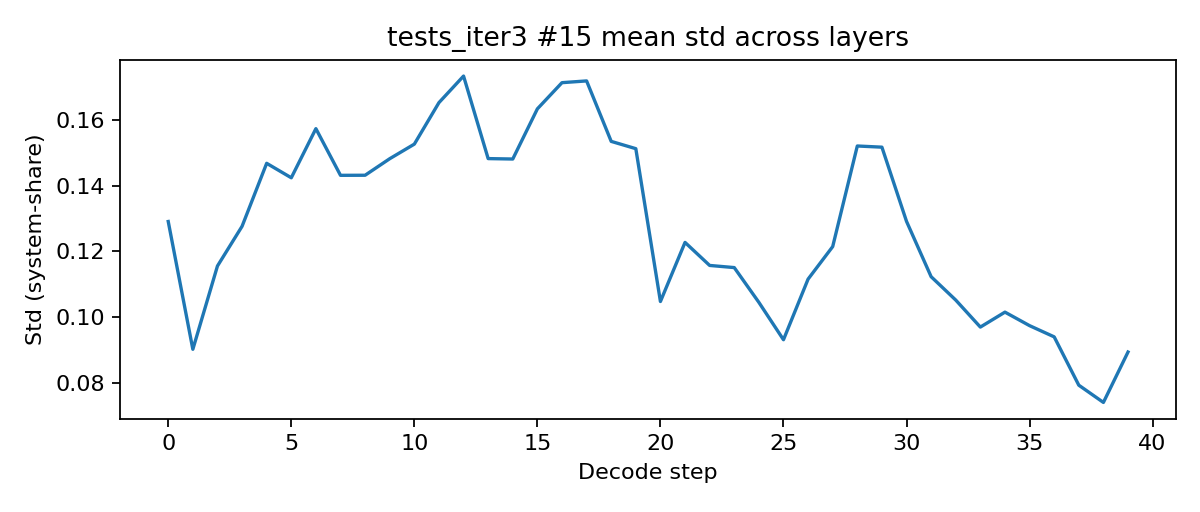 tests_iter3 #15 mean std across layers
Std (system-share)
0.16
0.14
0.12
0.10
0.08
0 5 10 15 20 25 30 35 40
Decode step